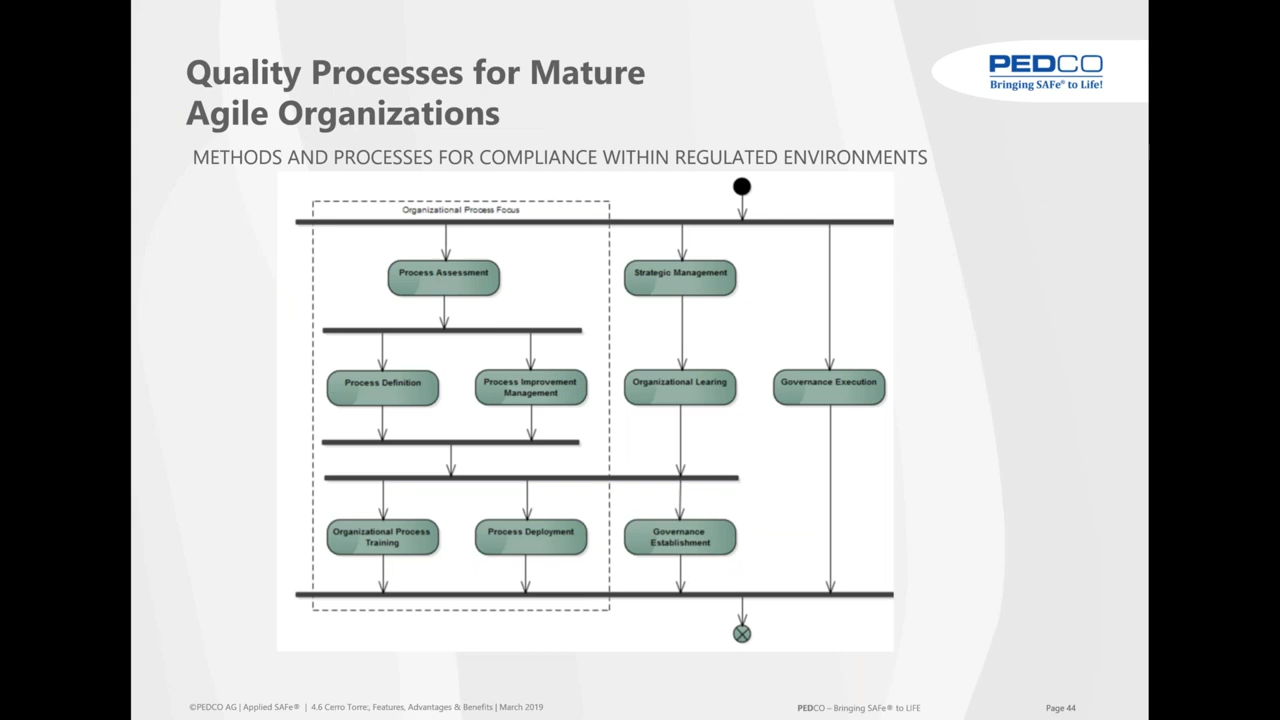 Quality Processes for Mature
Agile Organizations
PEDCO
Bringing SAFe® to Life!
METHODS AND PROCESSES FOR COMPLIANCE WITHIN REGULATED ENVIRONMENTS
Organizational Process Focus
Process Assessment
Strategic Management
Process Definition
Process Improvement
Management
Organizational Learing
Governance Execution
Organizational Process
Training
Process Deployment
Governance
Establishment
©PEDCO AG | Applied SAFe® | 4.6 Cerro Torre:, Features, Advantages & Benefits | March 2019
PEDCO – Bringing SAFe® to LIFE
Page 44